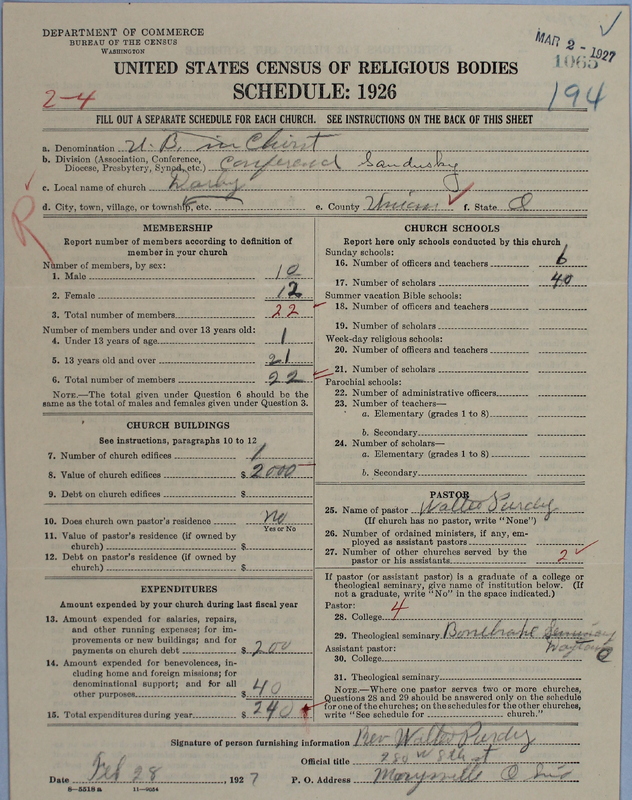 DEPARTMENT OF COMMERCE
BUREAU OF THE CENSUS
WASHINGTON
MAR 2 - 1927
1065
UNITED STATES CENSUS OF RELIGIOUS BODIES
SCHEDULE: 1926
2-4
194
FILL OUT A SEPARATE SCHEDULE FOR EACH CHURCH. SEE INSTRUCTIONS ON THE BACK OF THIS SHEET
a. Denomination U. B. in Christ
b. Division (Association, Conference, Diocese, Presbytery, Synod, etc.) Sandusky
c. Local name of church Darby
d. City, town, village, or township, etc.
e. County Union f. State O
R
MEMBERSHIP
Report number of members according to definition of
member in your church
Number of members, by sex:
1. Male 10
2. Female 12
3. Total number of members 22
Number of members under and over 13 years old:
4. Under 13 years of age 1
5. 13 years old and over 21
6. Total number of members 22
NOTE.—The total given under Question 6 should be
same as the total of males and females given under Question 3.
CHURCH BUILDINGS
See instructions, paragraphs 10 to 12
7. Number of church edifices 1
8. Value of church edifices $ 2000
9. Debt on church edifices $
10. Does church own pastor's residence No
Yes or No
11. Value of pastor's residence (if owned by
church) $
12. Debt on pastor's residence (if owned by
church) $
EXPENDITURES
Amount expended by your church during last fiscal year
13. Amount expended for salaries, repairs,
and other running expenses; for im-
provements or new buildings; and for
payments on church debt $ 200
14. Amount expended for benevolences, in-
cluding home and foreign missions; for
denominational support; and for all
other purposes $ 40
15. Total expenditures during year $ 240
CHURCH SCHOOLS
Report here only schools conducted by this church
Sunday schools:
16. Number of officers and teachers 6
17. Number of scholars 40
Summer vacation Bible schools:
18. Number of officers and teachers
19. Number of scholars
Week-day religious schools:
20. Number of officers and teachers
21. Number of scholars
Parochial schools:
22. Number of administrative officers
23. Number of teachers—
a. Elementary (grades 1 to 8)
b. Secondary
24. Number of scholars—
a. Elementary (grades 1 to 8)
b. Secondary
PASTOR
25. Name of pastor Walter Purdy
(If church has no pastor, write "None")
26. Number of ordained ministers, if any, em-
ployed as assistant pastors
27. Number of other churches served by the
pastor or his assistants 2
If pastor (or assistant pastor) is a graduate of a college or
theological seminary, give name of institution below. (If
not a graduate, write "No" in the space indicated.)
Pastor:
28. College 4
29. Theological seminary Bonebrake Seminary
Dayton O
Assistant pastor:
30. College
31. Theological seminary
NOTE.—Where one pastor serves two or more churches,
Questions 28 and 29 should be answered only on the schedule
for one of the churches; on the schedules for the other churches,
write "See schedule for church."
Signature of person furnishing information Rev Walter Purdy
Official title
W 8th st
Date Feb 28 1927 P. O. Address Marysville O
8-5518a 11-9034